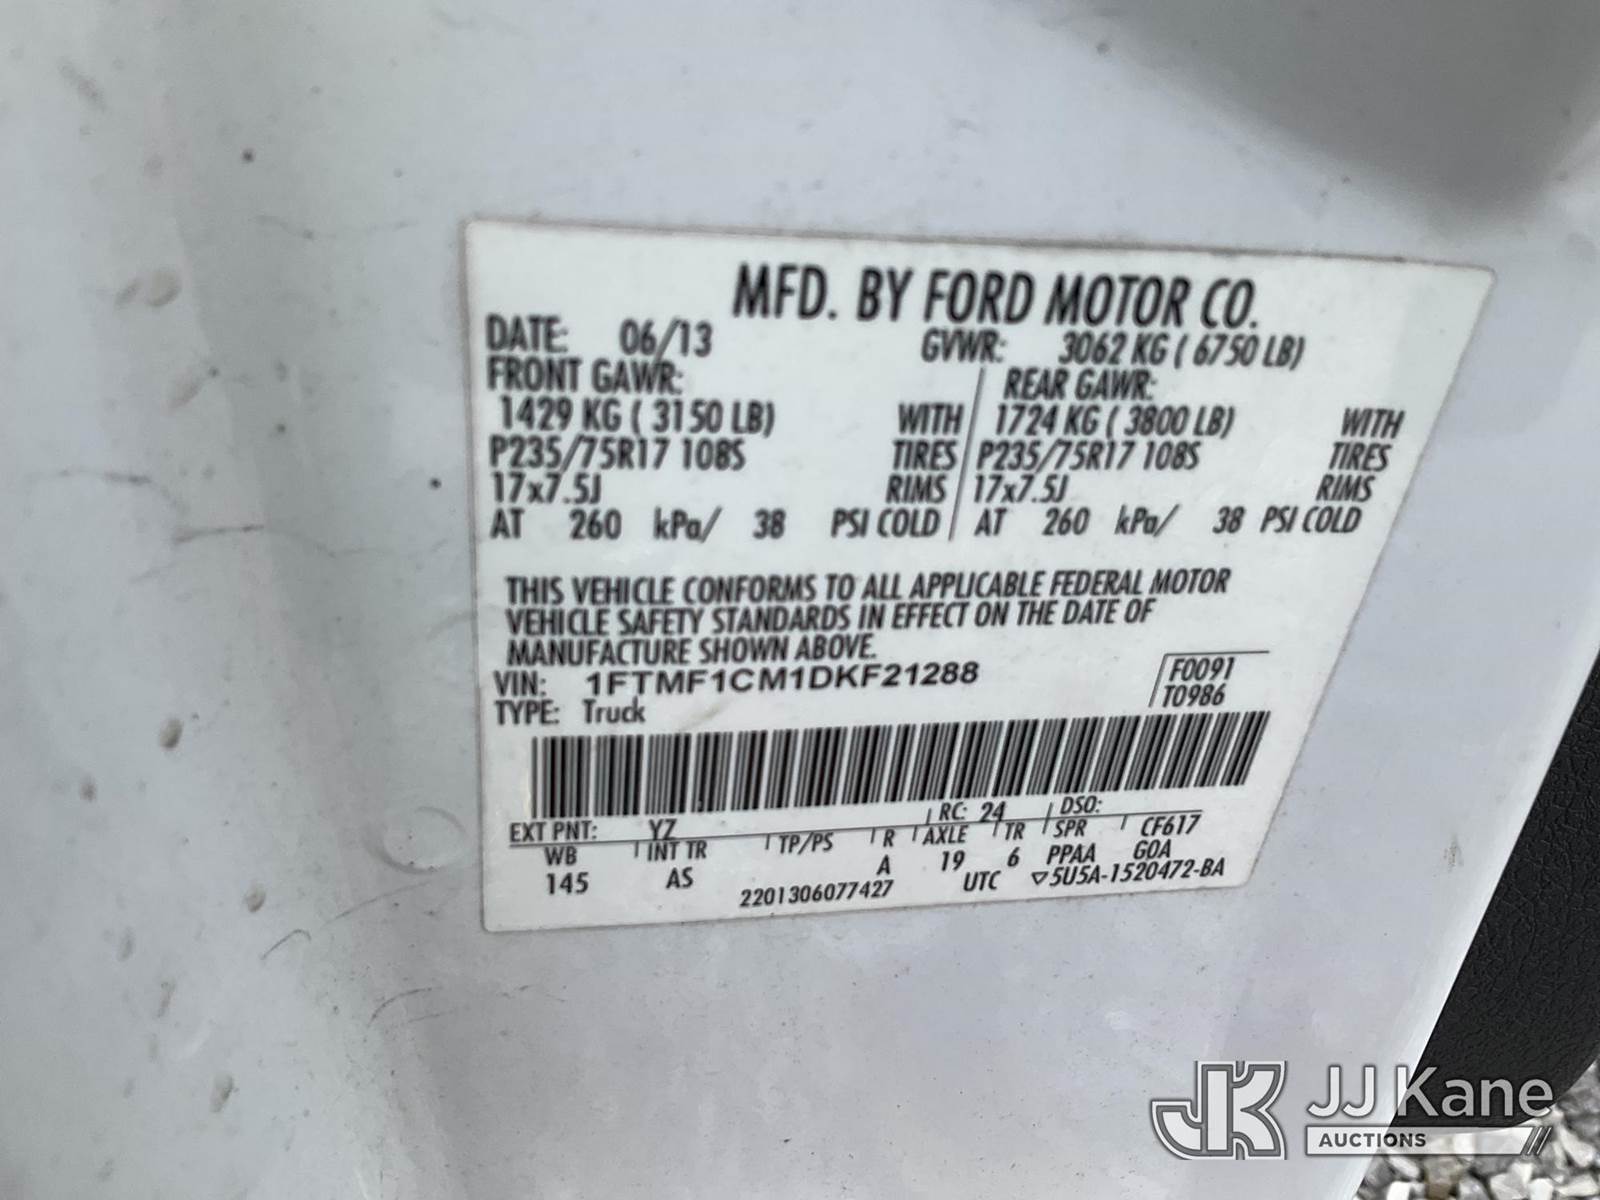 MFD. BY FORD MOTOR CO.
DATE: 06/13 GVWR: 3062 KG ( 6750 LB)
FRONT GAWR: REAR GAWR:
1429 KG ( 3150 LB) WITH 1724 KG ( 3800 LB) WITH
P235/75R17 108S TIRES P235/75R17 108S TIRES
17x7.5J RIMS 17x7.5J RIMS
AT 260 kPa/ 38 PSI COLD AT 260 kPa/ 38 PSI COLD
THIS VEHICLE CONFORMS TO ALL APPLICABLE FEDERAL MOTOR
VEHICLE SAFETY STANDARDS IN EFFECT ON THE DATE OF
MANUFACTURE SHOWN ABOVE.
VIN: 1FTMF1CM1DKF21288 F0091
TYPE: Truck T0986
EXT PNT: YZ RC: 24 DSO:
WB INT TR TP/PS R AXLE TR SPR CF617
145 AS A 19 6 PPAA GOA
2201306077427 UTC ▽5U5A-1520472-BA
JK JJ Kane
AUCTIONS